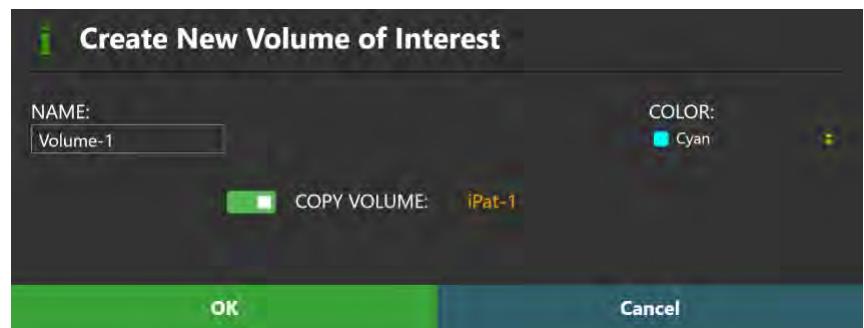 Create New Volume of Interest
NAME:
COLOR:
Volume-1
Cyan
COPY VOLUME: iPat-1
OK
Cancel